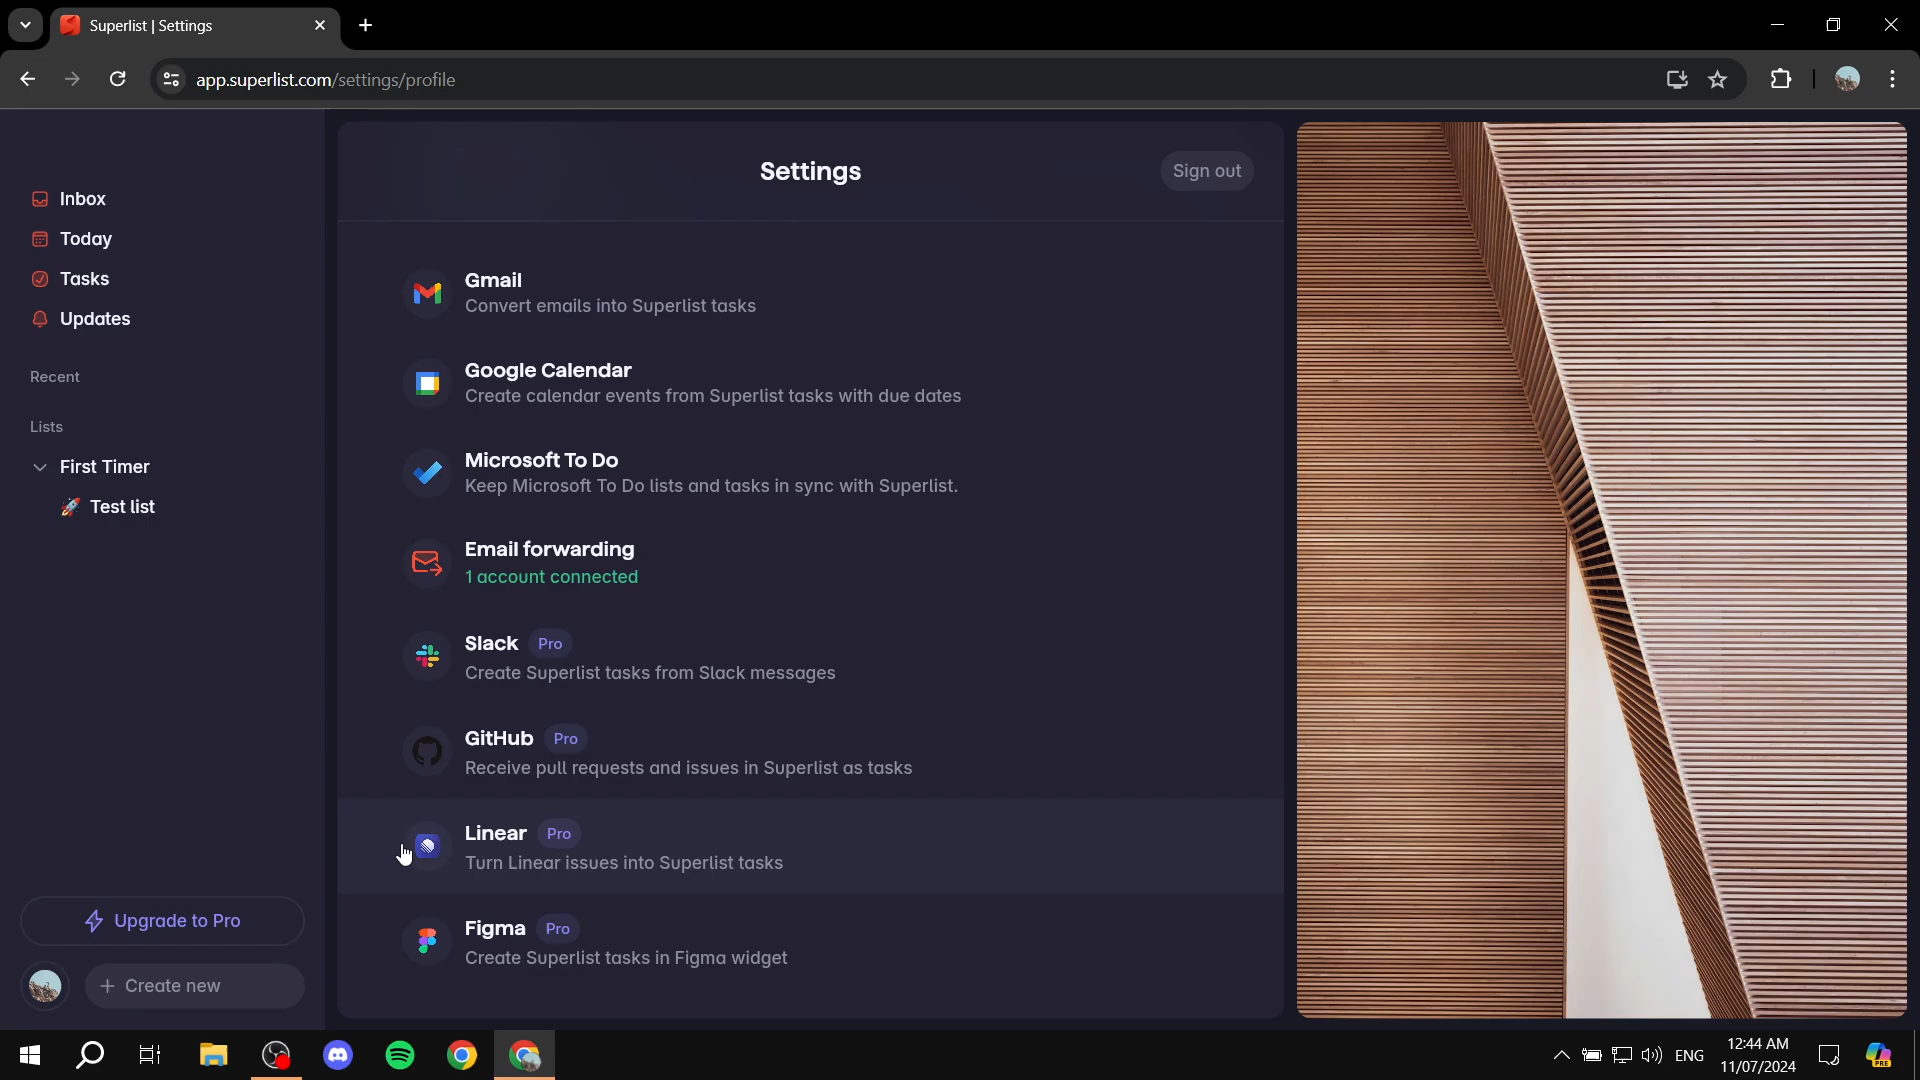 Superlist | Settings
app.superlist.com/settings/profile
Inbox
Today
Tasks
Updates
Recent
Lists
First Timer
Test list
Upgrade to Pro
Create new
Settings
Sign out
Gmail
Convert emails into Superlist tasks
Google Calendar
Create calendar events from Superlist tasks with due dates
Microsoft To Do
Keep Microsoft To Do lists and tasks in sync with Superlist.
Email forwarding
1 account connected
Slack Pro
Create Superlist tasks from Slack messages
GitHub Pro
Receive pull requests and issues in Superlist as tasks
Linear Pro
Turn Linear issues into Superlist tasks
Figma Pro
Create Superlist tasks in Figma widget
ENG
12:44 AM
11/07/2024
PRE